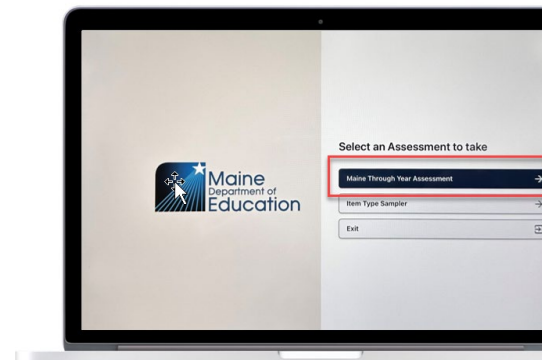 Maine
Department of
Education
Select an Assessment to take
Maine Through Year Assessment
Item Type Sampler
Exit